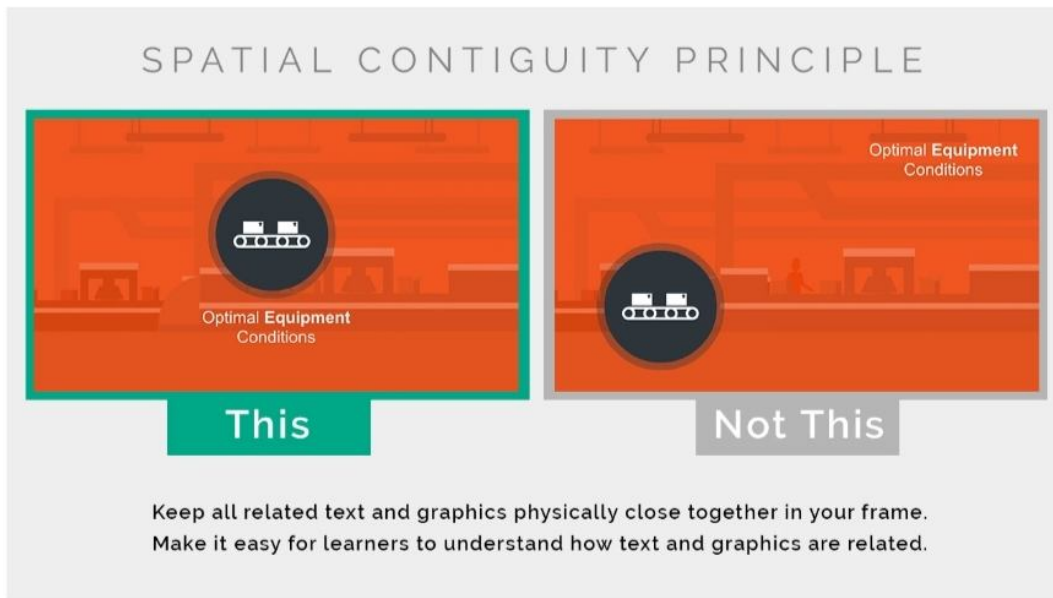 SPATIAL CONTIGUITY PRINCIPLE
Optimal Equipment
Conditions
This
Optimal Equipment
Conditions
Not This
Keep all related text and graphics physically close together in your frame.
Make it easy for learners to understand how text and graphics are related.